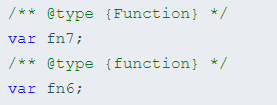 /** @type {Function} */
var fn7;
/** @type {function} */
var fn6;